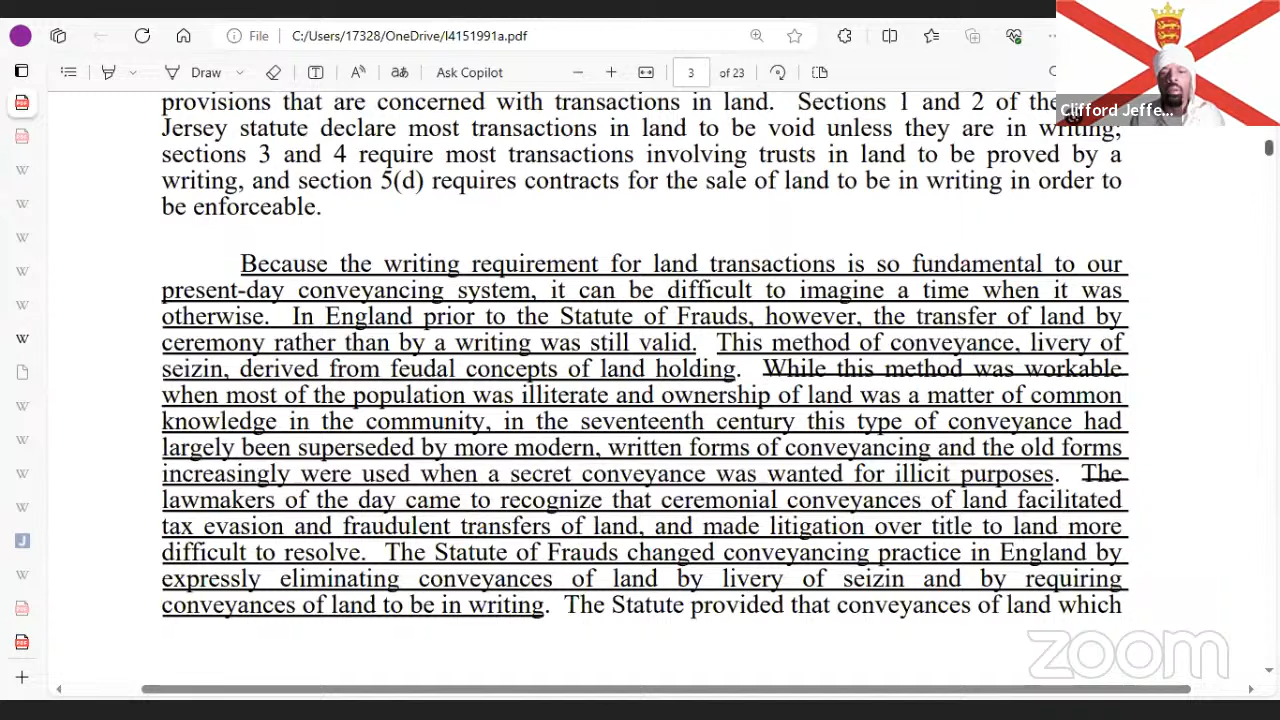 File
C:/Users/17328/OneDrive/I4151991a.pdf
Draw
Ask Copilot
3 of 23
Clifford Jeffe...
provisions that are concerned with transactions in land. Sections 1 and 2 of the
Jersey statute declare most transactions in land to be void unless they are in writing;
sections 3 and 4 require most transactions involving trusts in land to be proved by a
writing, and section 5(d) requires contracts for the sale of land to be in writing in order to
be enforceable.
Because the writing requirement for land transactions is so fundamental to our
present-day conveyancing system, it can be difficult to imagine a time when it was
otherwise. In England prior to the Statute of Frauds, however, the transfer of land by
ceremony rather than by a writing was still valid. This method of conveyance, livery of
seizin, derived from feudal concepts of land holding. While this method was workable
when most of the population was illiterate and ownership of land was a matter of common
knowledge in the community, in the seventeenth century this type of conveyance had
largely been superseded by more modern, written forms of conveyancing and the old forms
increasingly were used when a secret conveyance was wanted for illicit purposes. The
lawmakers of the day came to recognize that ceremonial conveyances of land facilitated
tax evasion and fraudulent transfers of land, and made litigation over title to land more
difficult to resolve. The Statute of Frauds changed conveyancing practice in England by
expressly eliminating conveyances of land by livery of seizin and by requiring
conveyances of land to be in writing. The Statute provided that conveyances of land which
zoom